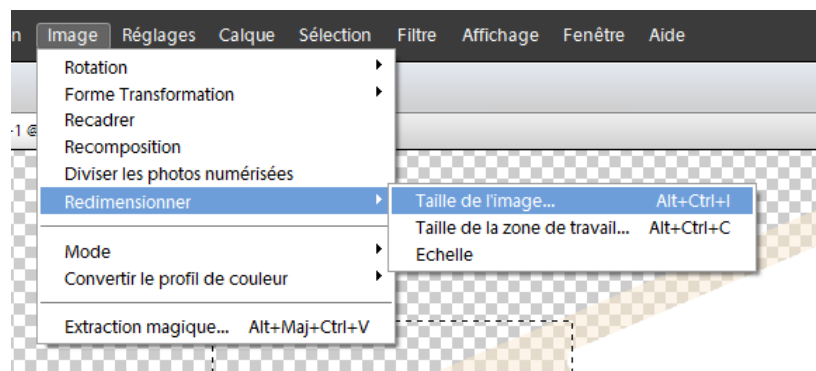 n Image Réglages Calque Sélection Filtre Affichage Fenêtre Aide
Rotation
Forme Transformation
-1 @
Recadrer
Recomposition
Diviser les photos numérisées
Redimensionner
Taille de l'image... Alt+Ctrl+I
Taille de la zone de travail... Alt+Ctrl+C
Echelle
Mode
Convertir le profil de couleur
Extraction magique... Alt+Maj+Ctrl+V